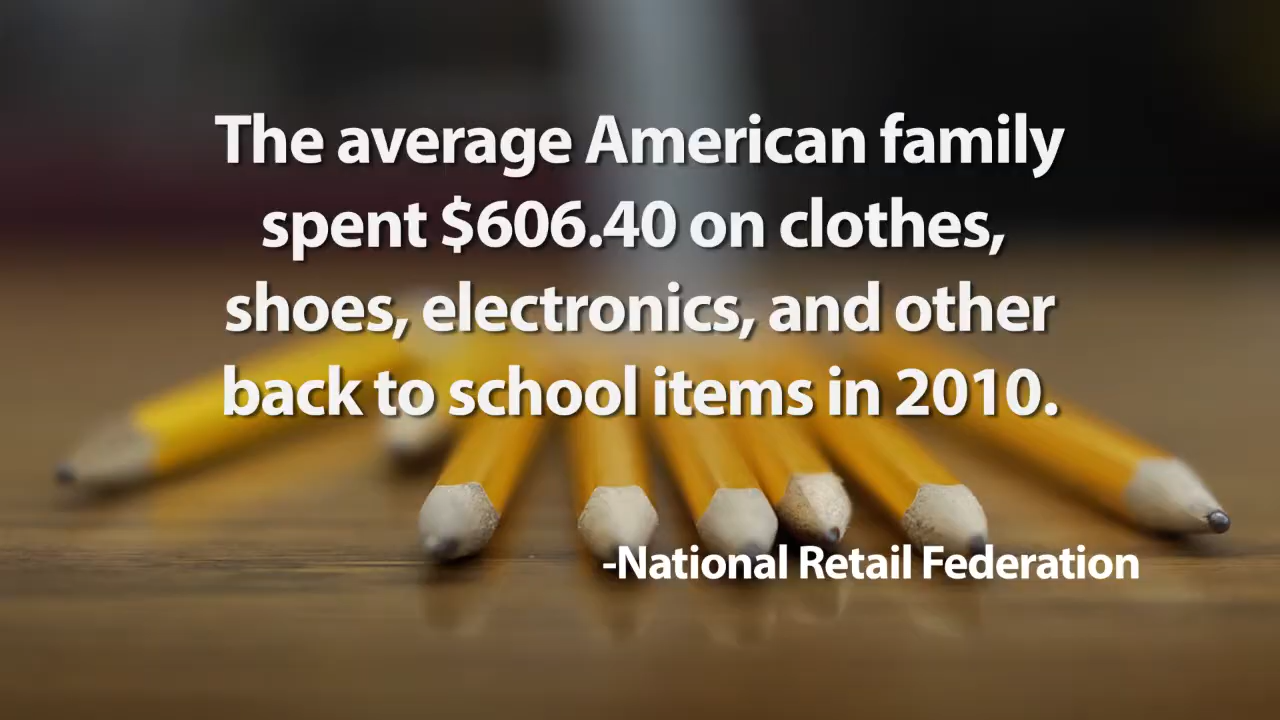 The average American family
spent $606.40 on clothes,
shoes, electronics, and other
back to school items in 2010.
-National Retail Federation